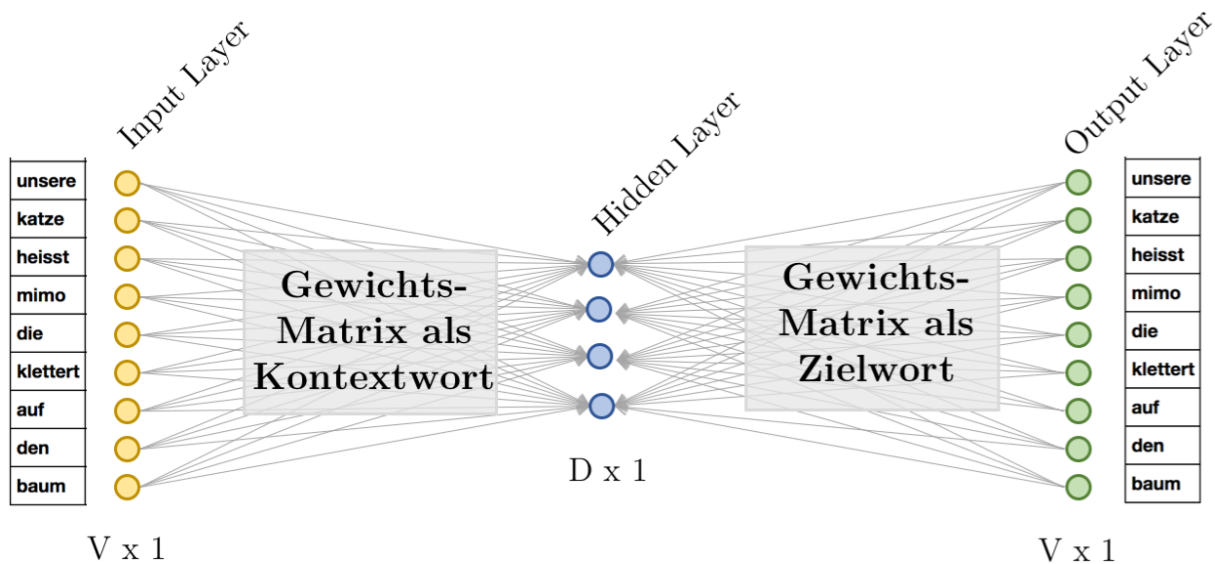 Input Layer
Hidden Layer
Output Layer
unsere
katze
heisst
mimo
die
klettert
auf
den
baum
V x 1
Gewichts-
Matrix als
Kontextwort
D x 1
Gewichts-
Matrix als
Zielwort
unsere
katze
heisst
mimo
die
klettert
auf
den
baum
V x 1